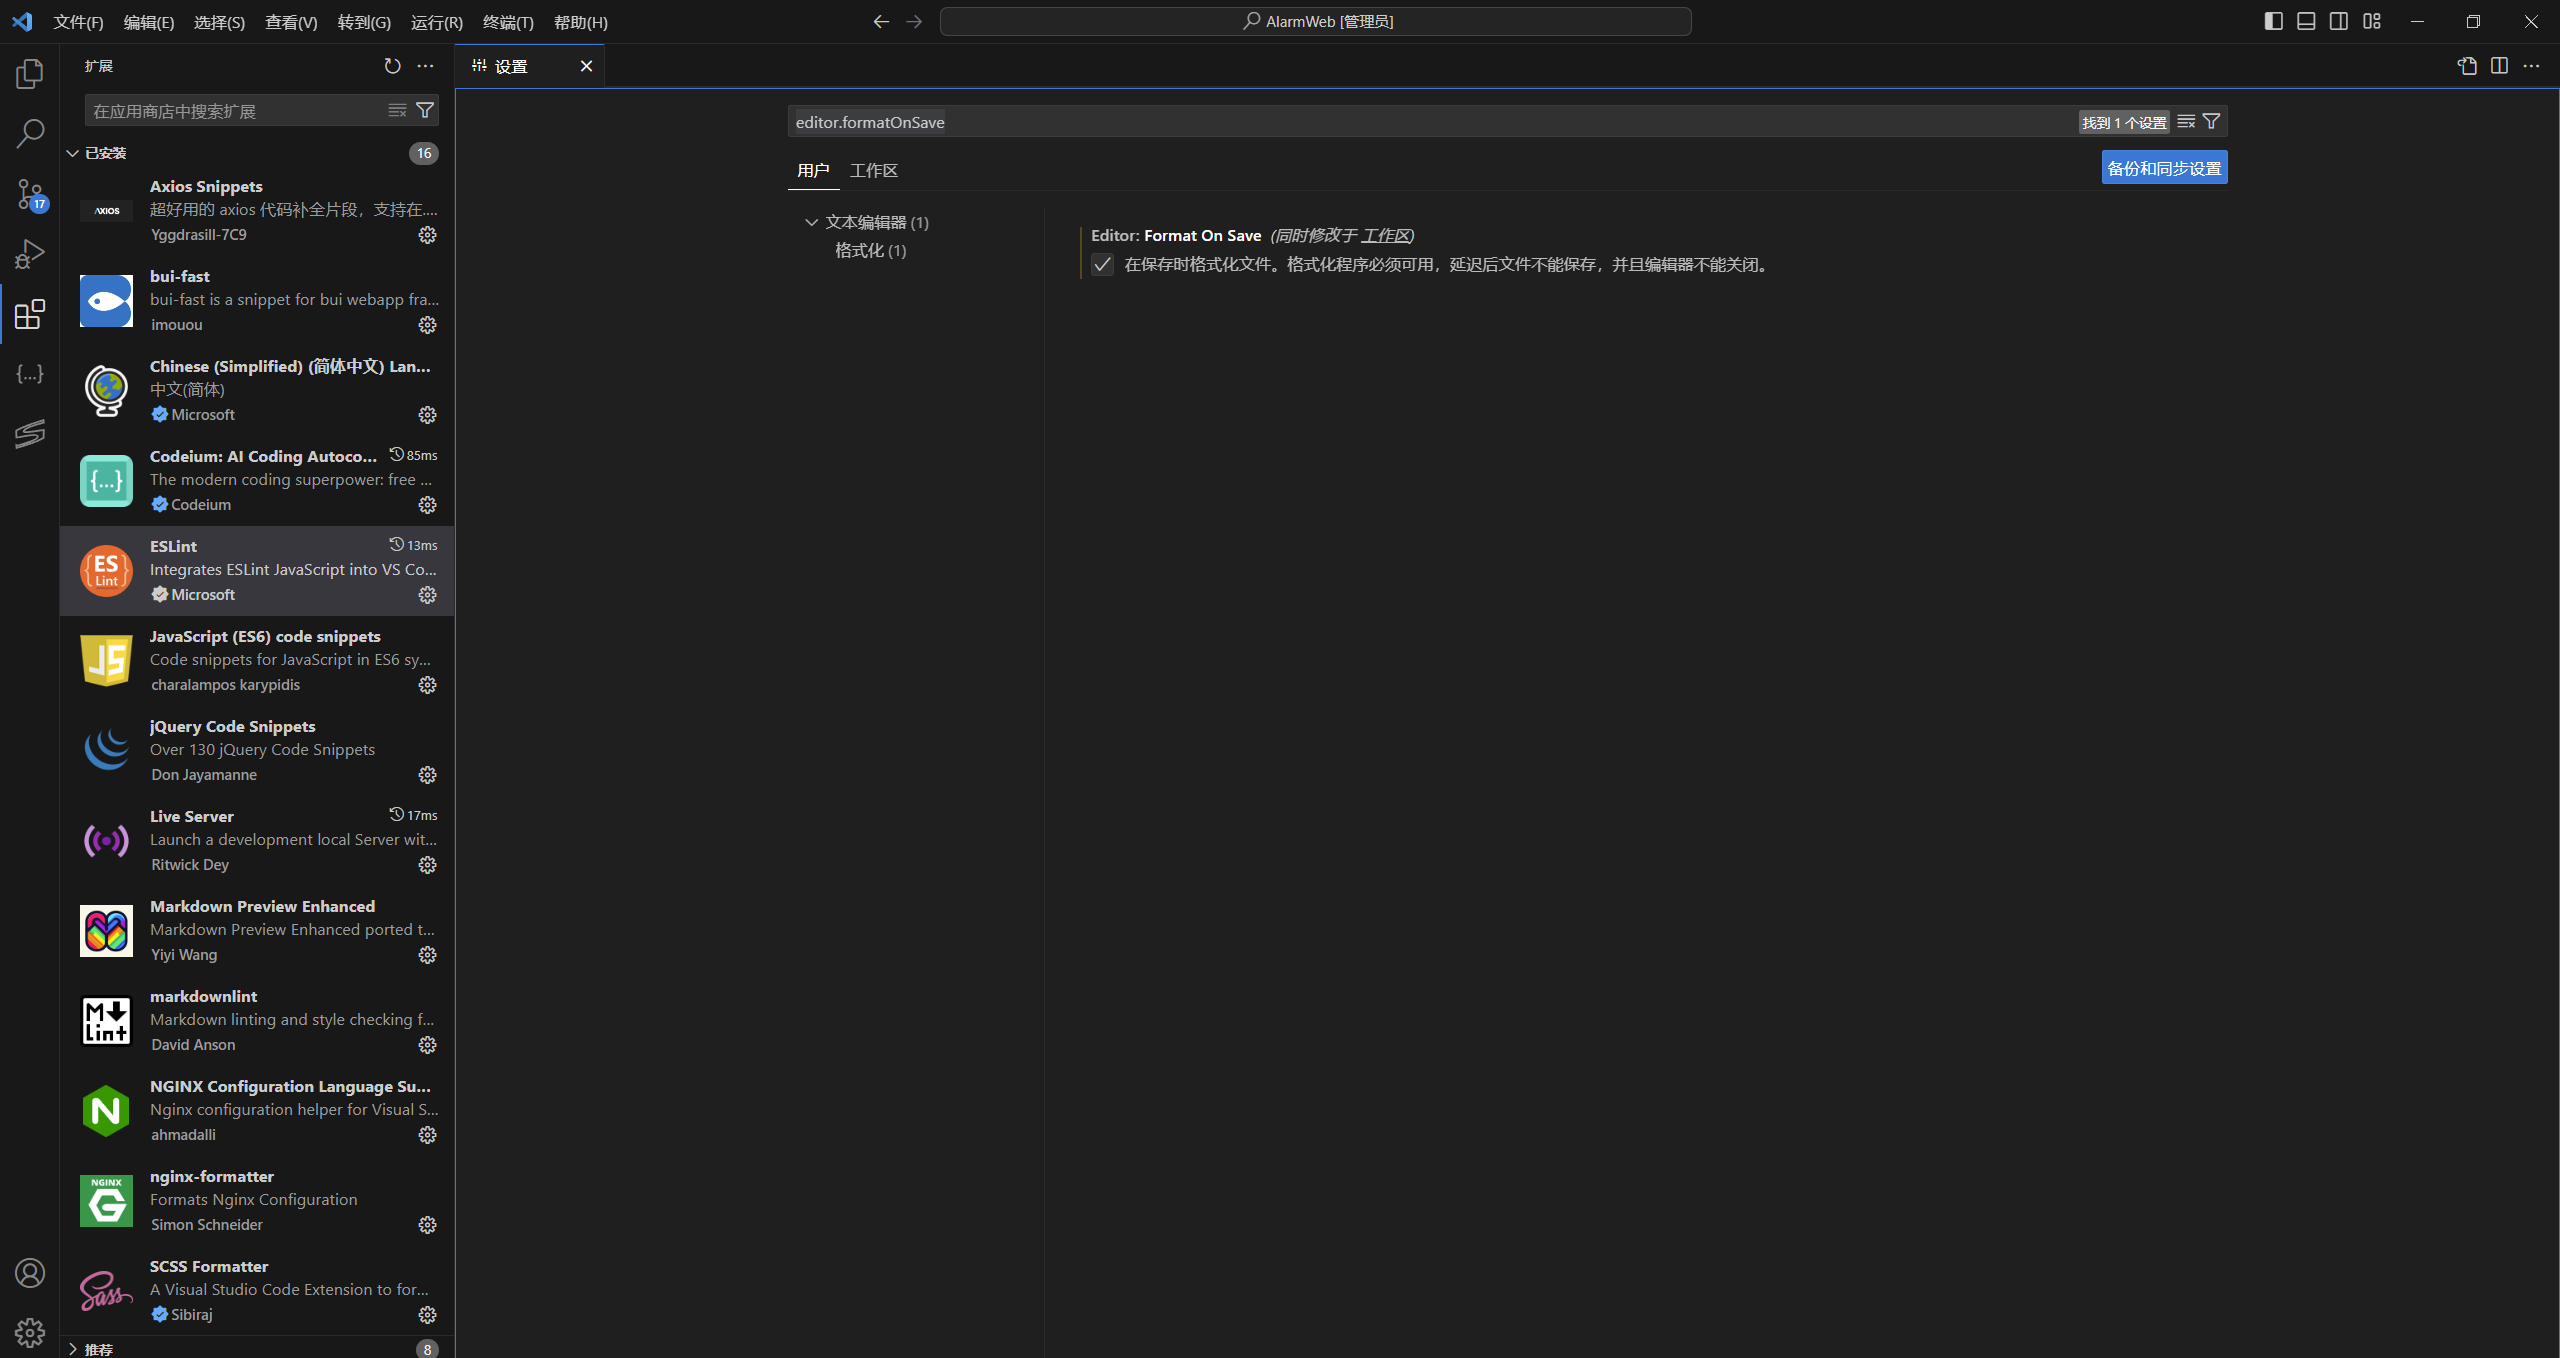 文件(F) 编辑(E) 选择(S) 查看(V) 转到(G) 运行(R) 终端(T) 帮助(H)
AlarmWeb [管理员]
17
扩展
在应用商店中搜索扩展
已安装 16
AXIOS
Axios Snippets
超好用的 axios 代码补全片段，支持在....
Yggdrasill-7C9
bui-fast
bui-fast is a snippet for bui webapp fra...
imouou
Chinese (Simplified) (简体中文) Lan...
中文(简体)
Microsoft
{...}
Codeium: AI Coding Autoco... 85ms
The modern coding superpower: free ...
Codeium
{ES}
Lint
ESLint 13ms
Integrates ESLint JavaScript into VS Co...
Microsoft
JS
JavaScript (ES6) code snippets
Code snippets for JavaScript in ES6 sy...
charalampos karypidis
jQuery Code Snippets
Over 130 jQuery Code Snippets
Don Jayamanne
Live Server 17ms
Launch a development local Server wit...
Ritwick Dey
Markdown Preview Enhanced
Markdown Preview Enhanced ported t...
Yiyi Wang
M
Lint
markdownlint
Markdown linting and style checking f...
David Anson
N
NGINX Configuration Language Su...
Nginx configuration helper for Visual S...
ahmadalli
NGINX
G
nginx-formatter
Formats Nginx Configuration
Simon Schneider
Sass
SCSS Formatter
A Visual Studio Code Extension to for...
Sibiraj
推荐 8
设置
editor.formatOnSave
找到 1 个设置
用户 工作区
备份和同步设置
文本编辑器 (1)
格式化 (1)
Editor: Format On Save (同时修改于 工作区)
在保存时格式化文件。格式化程序必须可用，延迟后文件不能保存，并且编辑器不能关闭。